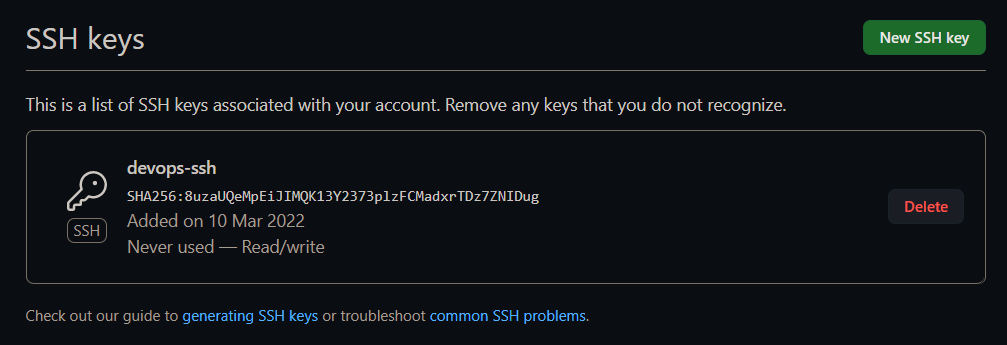 SSH keys
New SSH key
This is a list of SSH keys associated with your account. Remove any keys that you do not recognize.
devops-ssh
SHA256:8uzaUQeMpEiJIMQK13Y2373plzFCMadxrTDz7ZNIDug
Added on 10 Mar 2022
Never used — Read/write
SSH
Delete
Check out our guide to generating SSH keys or troubleshoot common SSH problems.